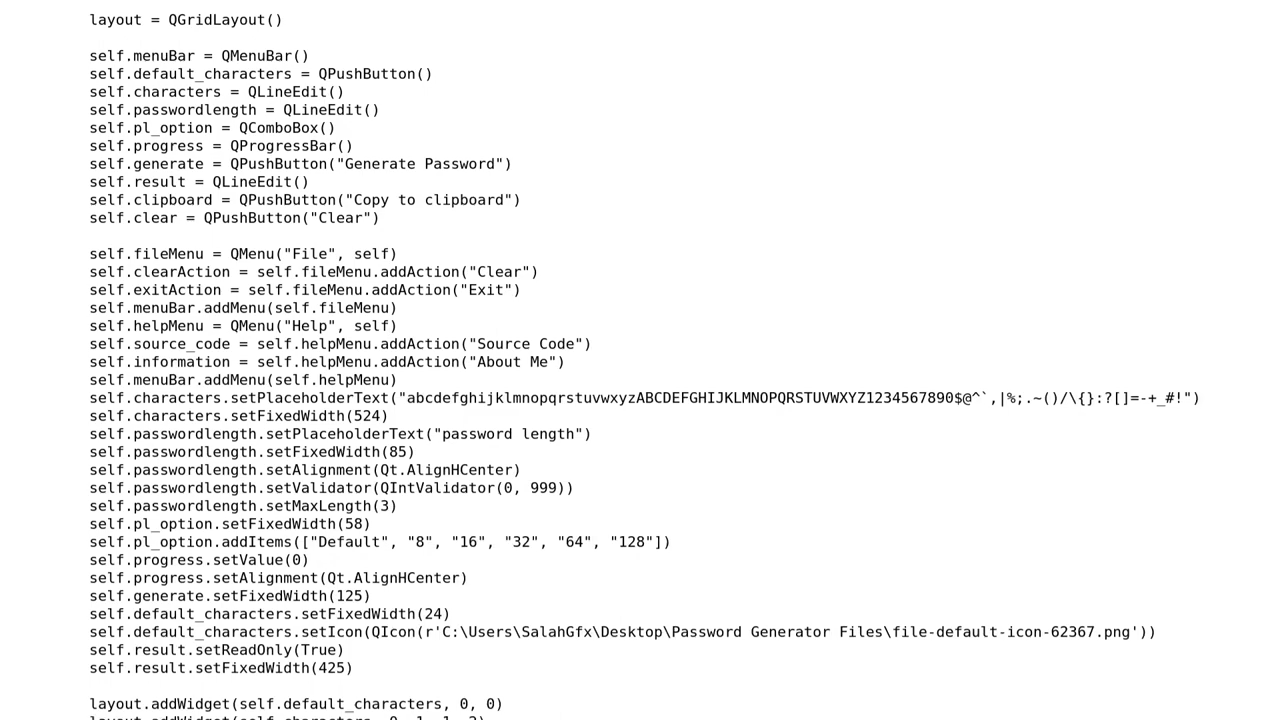 layout = QGridLayout()
self.menuBar = QMenuBar()
self.default_characters = QPushButton()
self.characters = QLineEdit()
self.passwordlength = QLineEdit()
self.pl_option = QComboBox()
self.progress = QProgressBar()
self.generate = QPushButton("Generate Password")
self.result = QLineEdit()
self.clipboard = QPushButton("Copy to clipboard")
self.clear = QPushButton("Clear")
self.fileMenu = QMenu("File", self)
self.clearAction = self.fileMenu.addAction("Clear")
self.exitAction = self.fileMenu.addAction("Exit")
self.menuBar.addMenu(self.fileMenu)
self.helpMenu = QMenu("Help", self)
self.source_code = self.helpMenu.addAction("Source Code")
self.information = self.helpMenu.addAction("About Me")
self.menuBar.addMenu(self.helpMenu)
self.characters.setPlaceholderText("abcdefghijklmnopqrstuvwxyzABCDEFGHIJKLMNOPQRSTUVWXYZ1234567890$@^`,|%;.~()/\{}:?[]=-+_#!")
self.characters.setFixedWidth(524)
self.passwordlength.setPlaceholderText("password length")
self.passwordlength.setFixedWidth(85)
self.passwordlength.setAlignment(Qt.AlignHCenter)
self.passwordlength.setValidator(QIntValidator(0, 999))
self.passwordlength.setMaxLength(3)
self.pl_option.setFixedWidth(58)
self.pl_option.addItems(["Default", "8", "16", "32", "64", "128"])
self.progress.setValue(0)
self.progress.setAlignment(Qt.AlignHCenter)
self.generate.setFixedWidth(125)
self.default_characters.setFixedWidth(24)
self.default_characters.setIcon(QIcon(r'C:\Users\SalahGfx\Desktop\Password Generator Files\file-default-icon-62367.png'))
self.result.setReadOnly(True)
self.result.setFixedWidth(425)
layout.addWidget(self.default_characters, 0, 0)